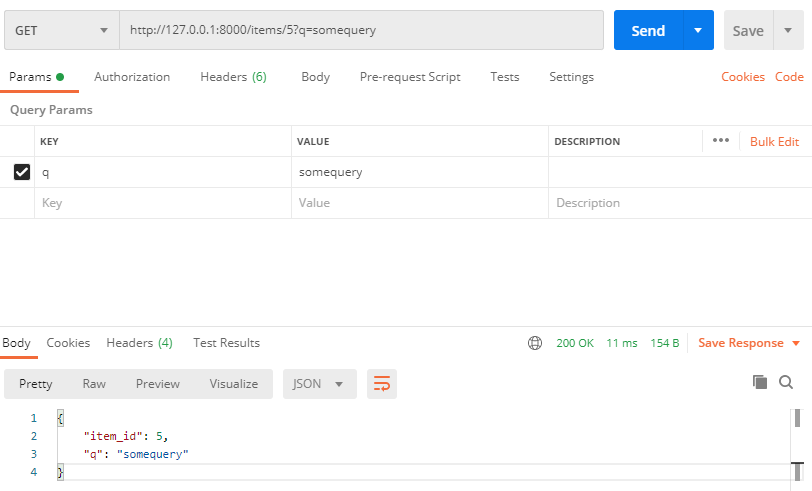 GET http://127.0.0.1:8000/items/5?q=somequery Send Save
Params Authorization Headers (6) Body Pre-request Script Tests Settings Cookies Code
Query Params
KEY VALUE DESCRIPTION ••• Bulk Edit
q somequery
Key Value Description
Body Cookies Headers (4) Test Results 200 OK 11 ms 154 B Save Response
Pretty Raw Preview Visualize JSON
1 {
2 "item_id": 5,
3 "q": "somequery"
4 }